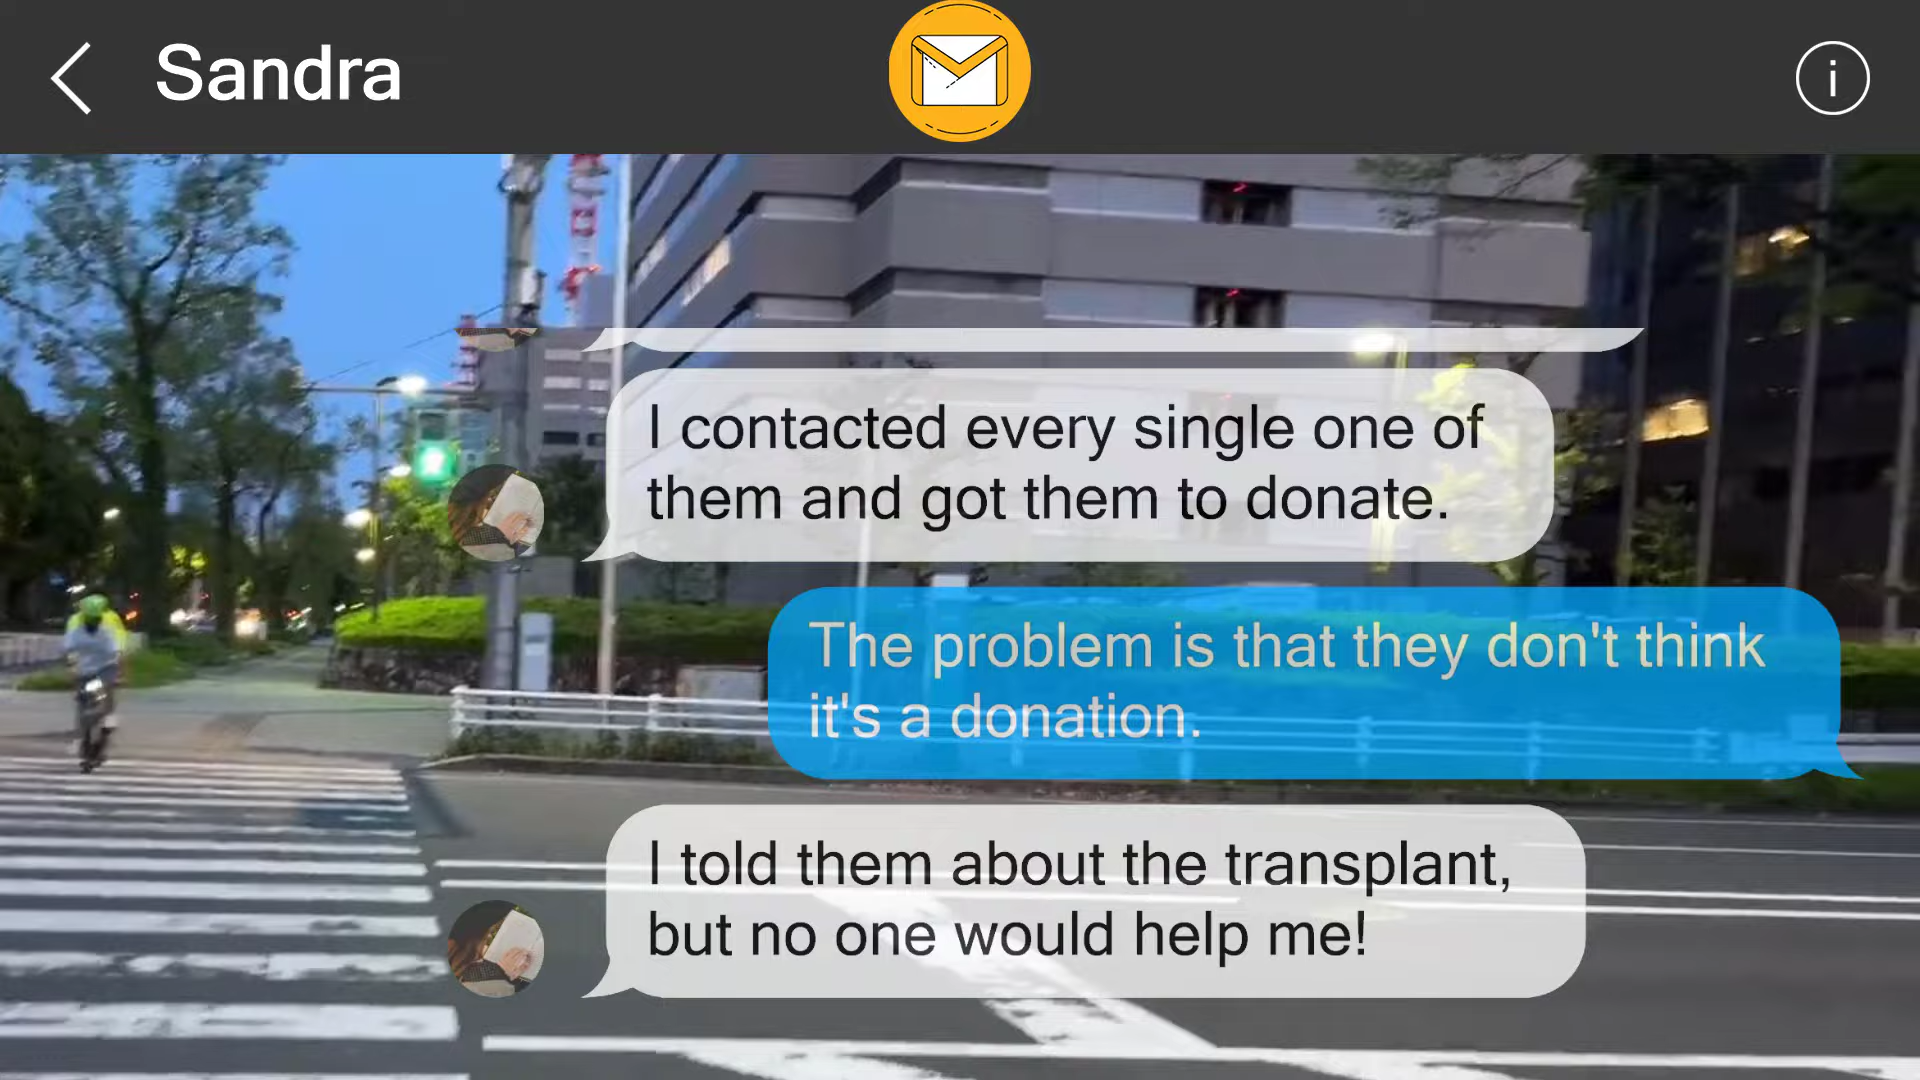 Sandra
I contacted every single one of
them and got them to donate.
The problem is that they don't think
it's a donation.
I told them about the transplant,
but no one would help me!